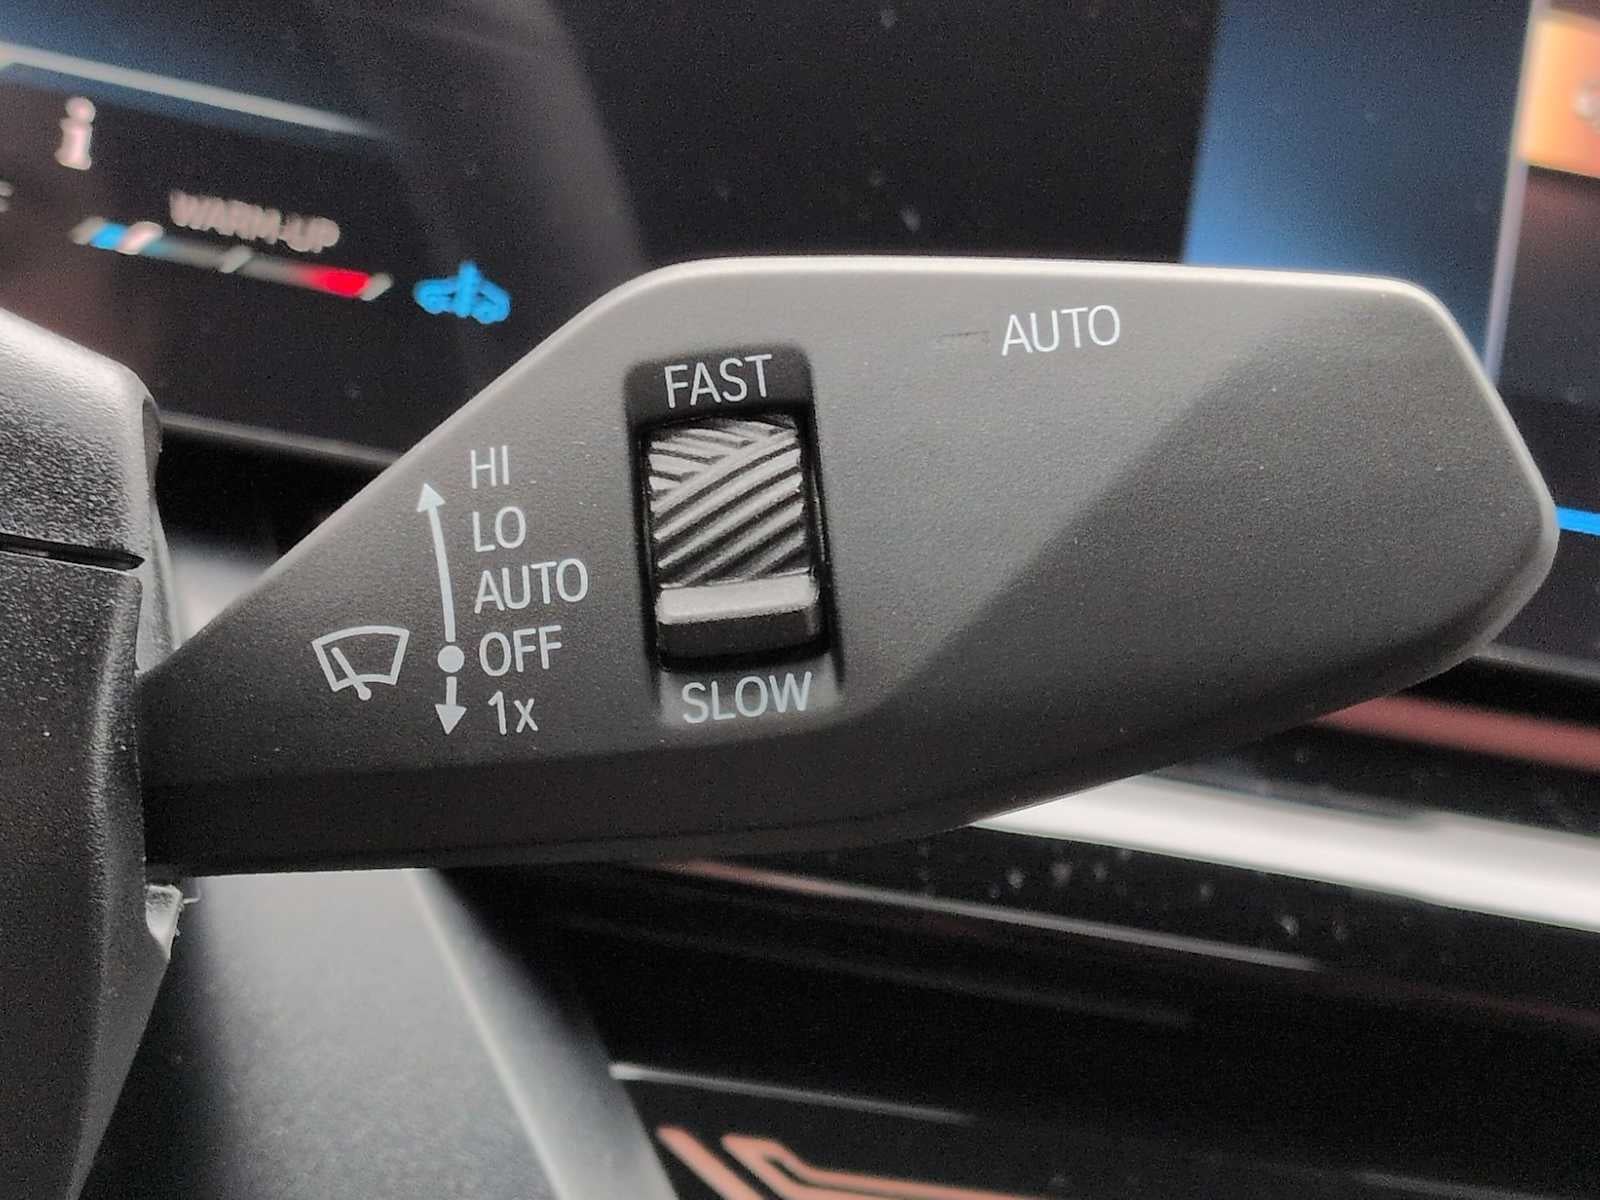 i
WARM-UP
AUTO
FAST
HI
LO
AUTO
OFF
1x
SLOW